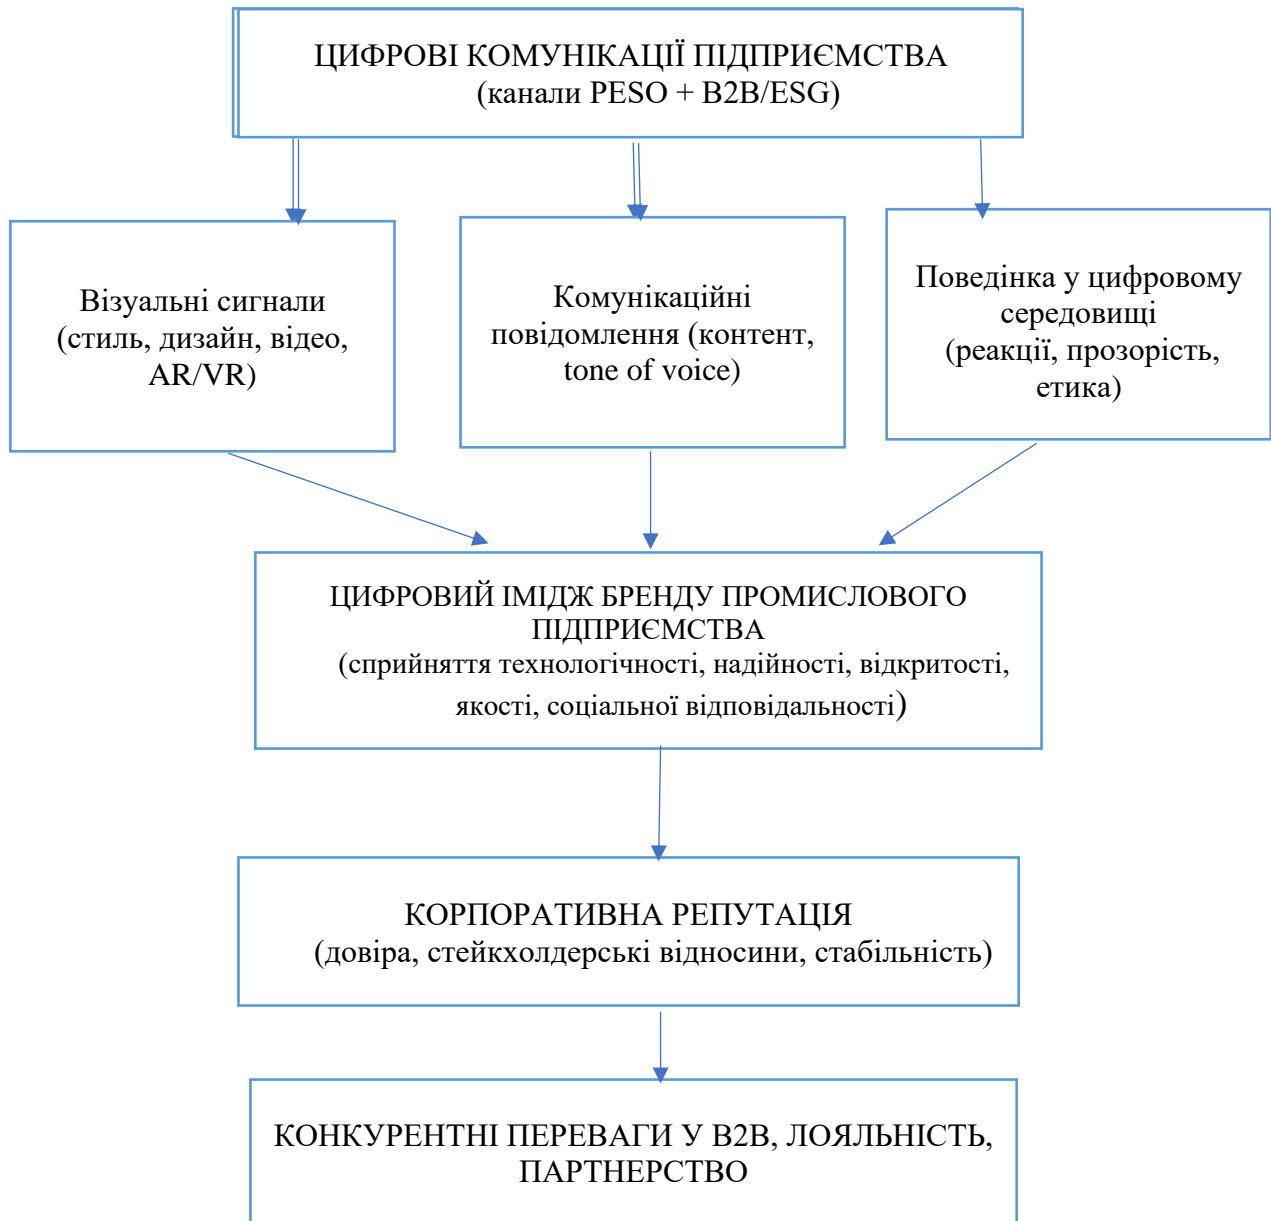 ЦИФРОВІ КОМУНІКАЦІЇ ПІДПРИЄМСТВА
(канали PESO + B2B/ESG)
Візуальні сигнали
(стиль, дизайн, відео,
AR/VR)
Комунікаційні
повідомлення (контент,
tone of voice)
Поведінка у цифровому
середовищі
(реакції, прозорість,
етика)
ЦИФРОВИЙ ІМІДЖ БРЕНДУ ПРОМИСЛОВОГО
ПІДПРИЄМСТВА
(сприйняття технологічності, надійності, відкритості,
якості, соціальної відповідальності)
КОРПОРАТИВНА РЕПУТАЦІЯ
(довіра, стейкхолдерські відносини, стабільність)
КОНКУРЕНТНІ ПЕРЕВАГИ У B2B, ЛОЯЛЬНІСТЬ,
ПАРТНЕРСТВО